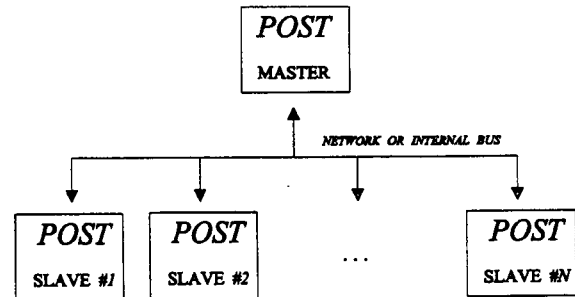 POST
MASTER
NETWORK OR INTERNAL BUS
POST
SLAVE #1
POST
SLAVE #2
...
POST
SLAVE #N